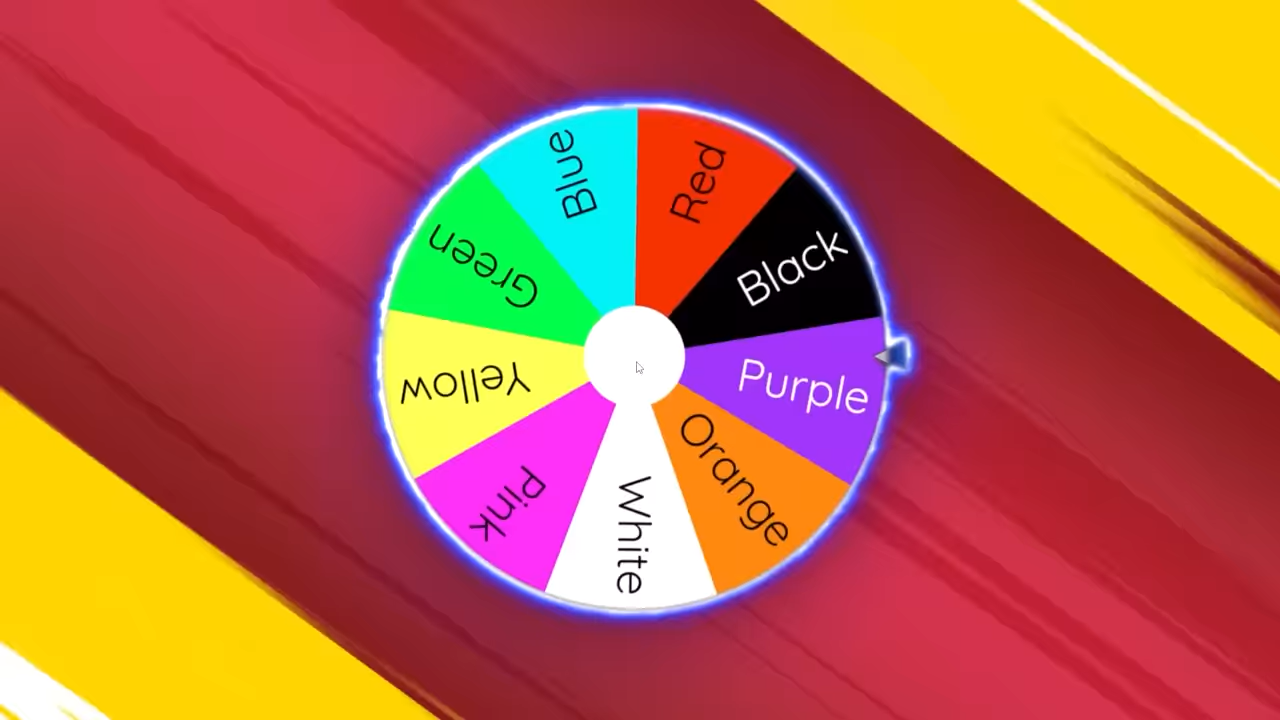 Blue
Red
Green
Black
Yellow
Purple
Orange
Pink
White